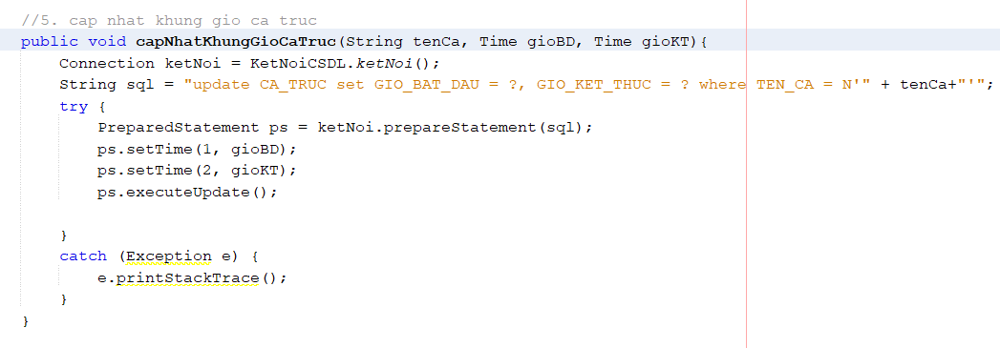 //5. cap nhat khung gio ca truc
public void capNhatKhungGioCaTruc(String tenCa, Time gioBD, Time gioKT){
Connection ketNoi = KetNoiCSDL.ketNoi();
String sql = "update CA_TRUC set GIO_BAT_DAU = ?, GIO_KET_THUC = ? where TEN_CA = N'" + tenCa+"'";
try {
PreparedStatement ps = ketNoi.prepareStatement(sql);
ps.setTime(1, gioBD);
ps.setTime(2, gioKT);
ps.executeUpdate();
}
catch (Exception e) {
e.printStackTrace();
}
}